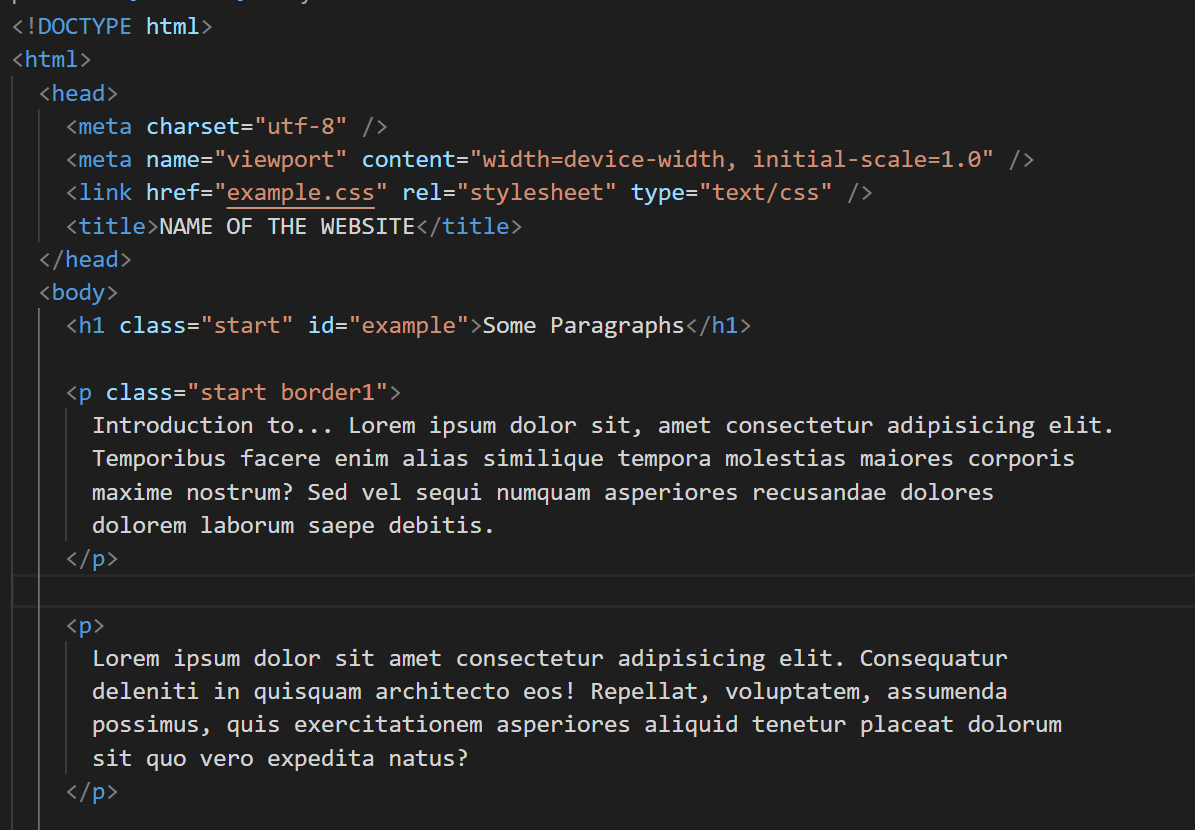 <!DOCTYPE html>
<html>
<head>
<meta charset="utf-8" />
<meta name="viewport" content="width=device-width, initial-scale=1.0" />
<link href="example.css" rel="stylesheet" type="text/css" />
<title>NAME OF THE WEBSITE</title>
</head>
<body>
<h1 class="start" id="example">Some Paragraphs</h1>
<p class="start border1">
Introduction to... Lorem ipsum dolor sit, amet consectetur adipisicing elit.
Temporibus facere enim alias similique tempora molestias maiores corporis
maxime nostrum? Sed vel sequi numquam asperiores recusandae dolores
dolorem laborum saepe debitis.
</p>
<p>
Lorem ipsum dolor sit amet consectetur adipisicing elit. Consequatur
deleniti in quisquam architecto eos! Repellat, voluptatem, assumenda
possimus, quis exercitationem asperiores aliquid tenetur placeat dolorum
sit quo vero expedita natus?
</p>